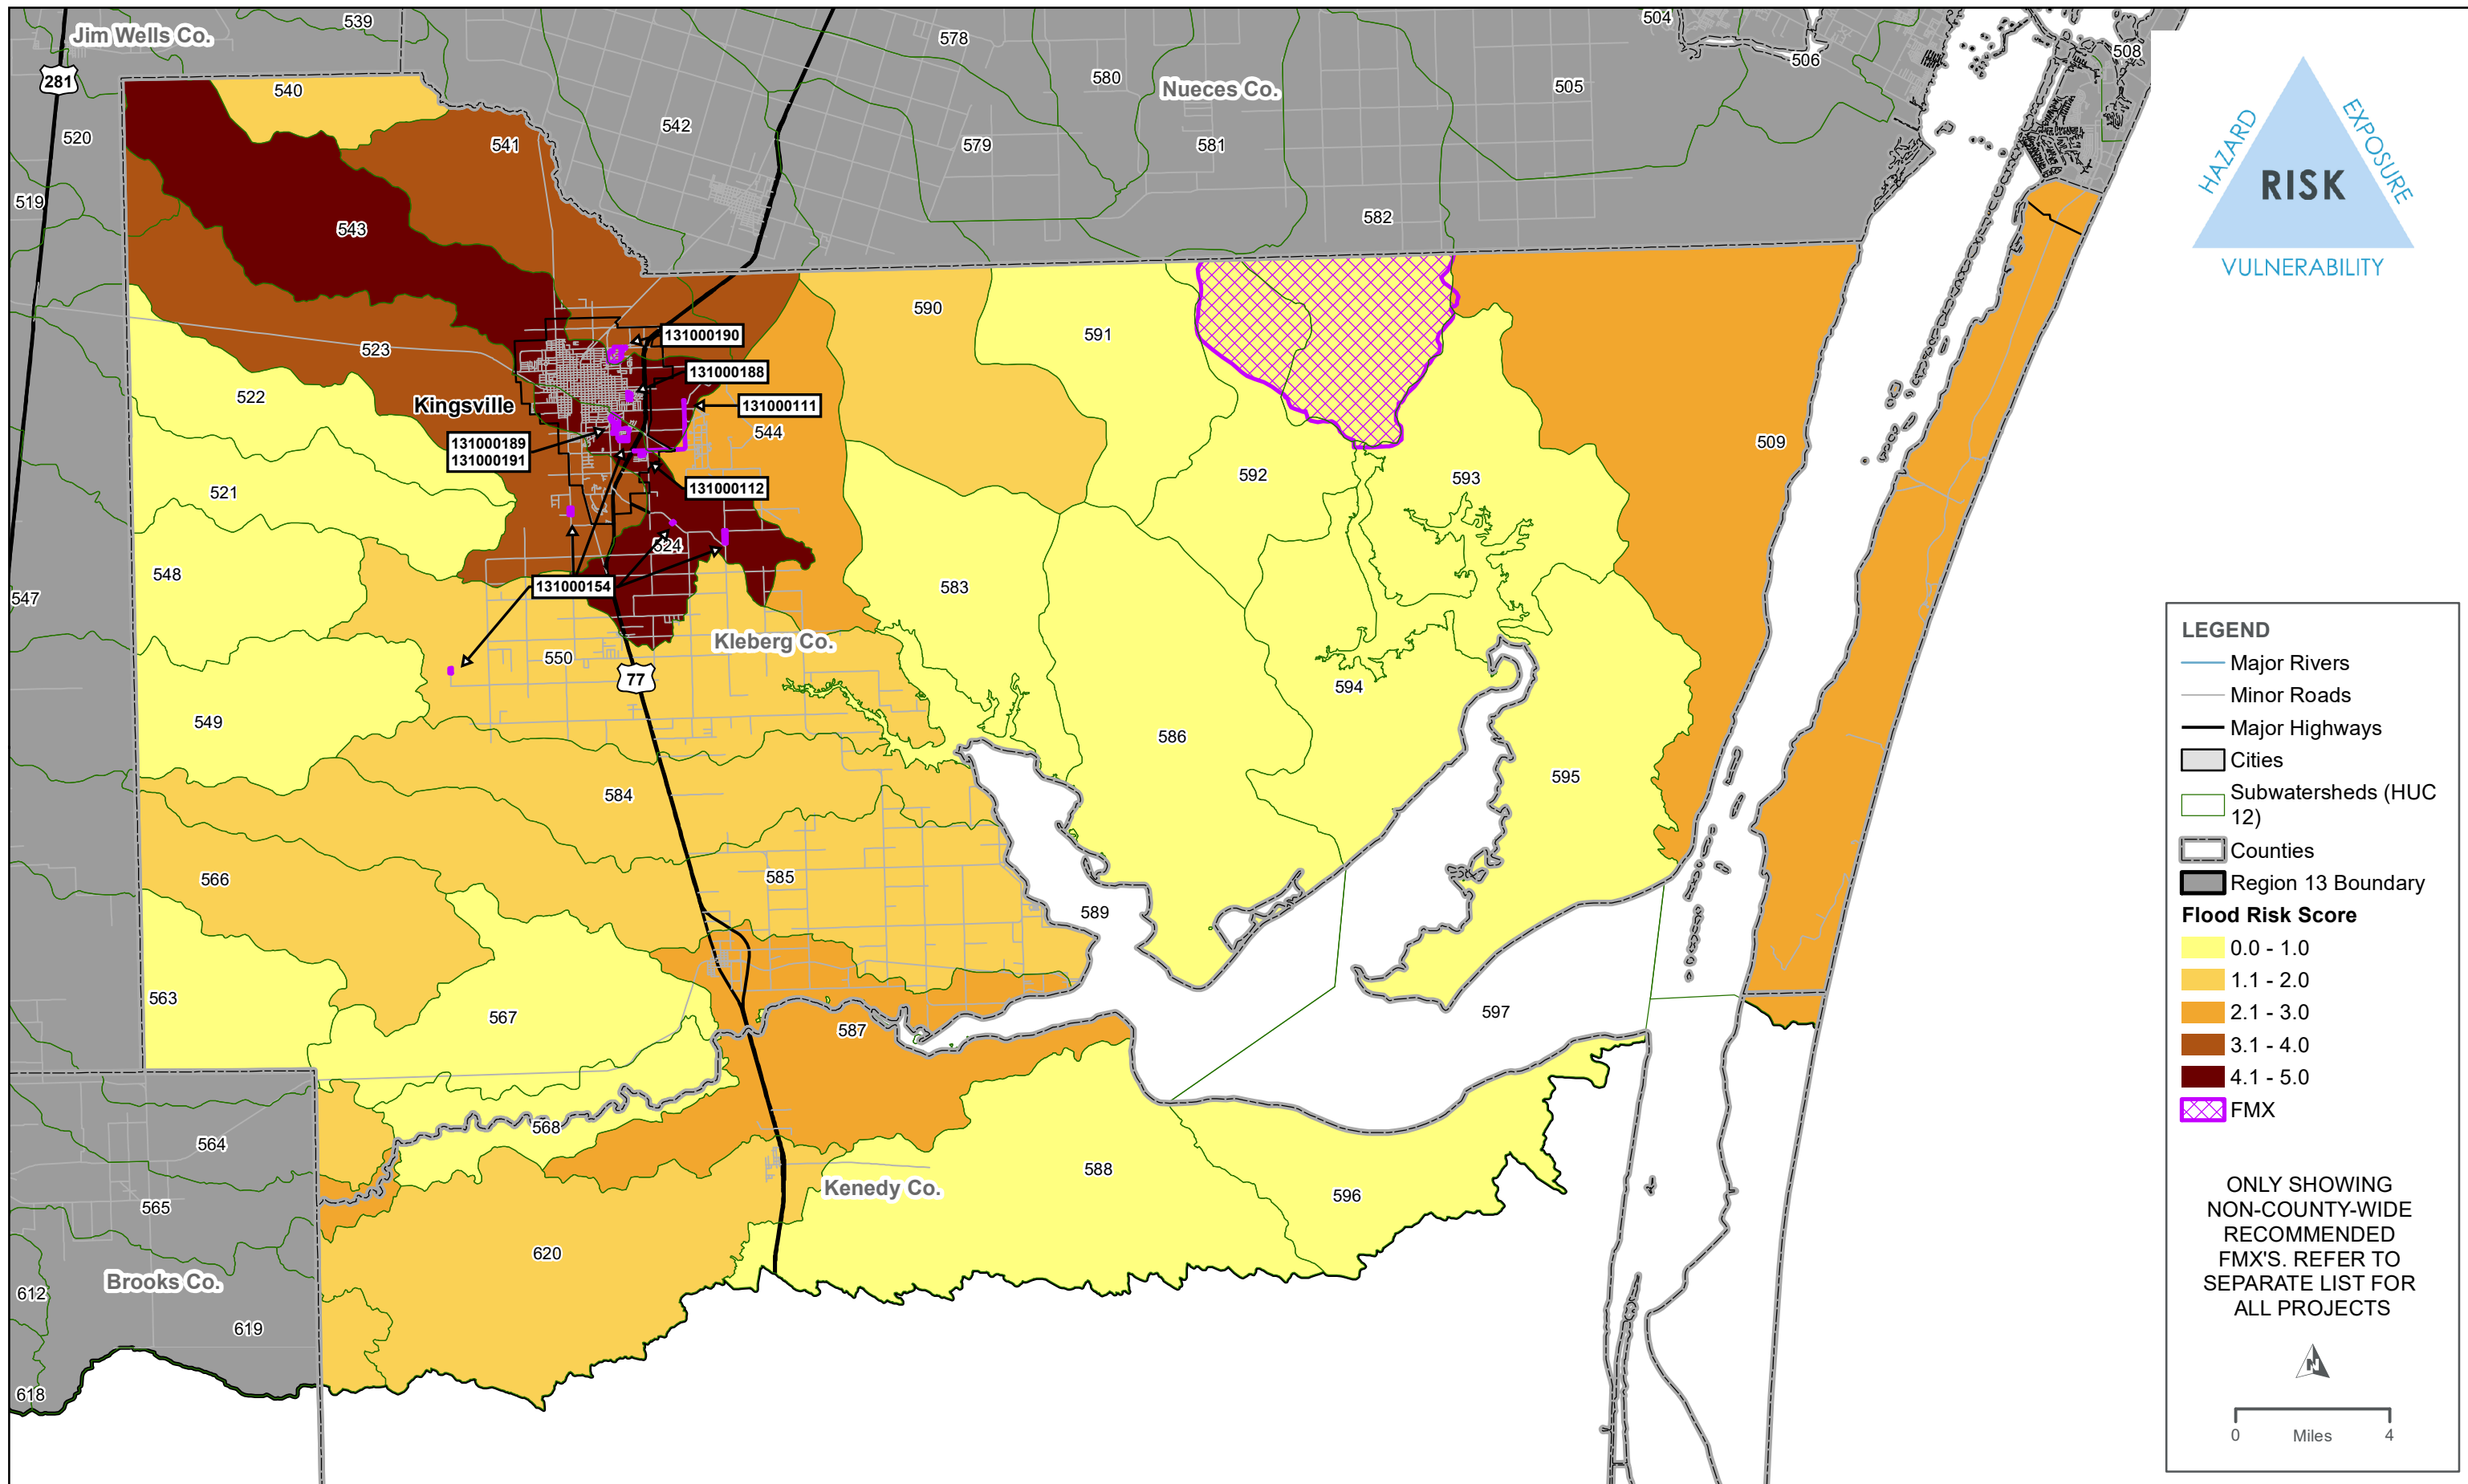 Jim Wells Co.
539
578
504
508
506
281
540
520
580
Nueces Co.
505
542
541
579
581
519
582
543
HAZARD
EXPOSURE
RISK
VULNERABILITY
590
591
523
131000190
131000188
522
Kingsville
131000111
544
509
131000189
131000191
592
593
521
131000112
524
548
583
131000154
547
Kleberg Co.
550
77
594
549
586
595
584
585
566
589
563
567
597
587
568
564
588
Kenedy Co.
596
565
620
Brooks Co.
612
619
618
LEGEND
Major Rivers
Minor Roads
Major Highways
Cities
Subwatersheds (HUC
12)
Counties
Region 13 Boundary
Flood Risk Score
0.0 - 1.0
1.1 - 2.0
2.1 - 3.0
3.1 - 4.0
4.1 - 5.0
FMX
ONLY SHOWING
NON-COUNTY-WIDE
RECOMMENDED
FMX'S. REFER TO
SEPARATE LIST FOR
ALL PROJECTS
N
0 Miles 4